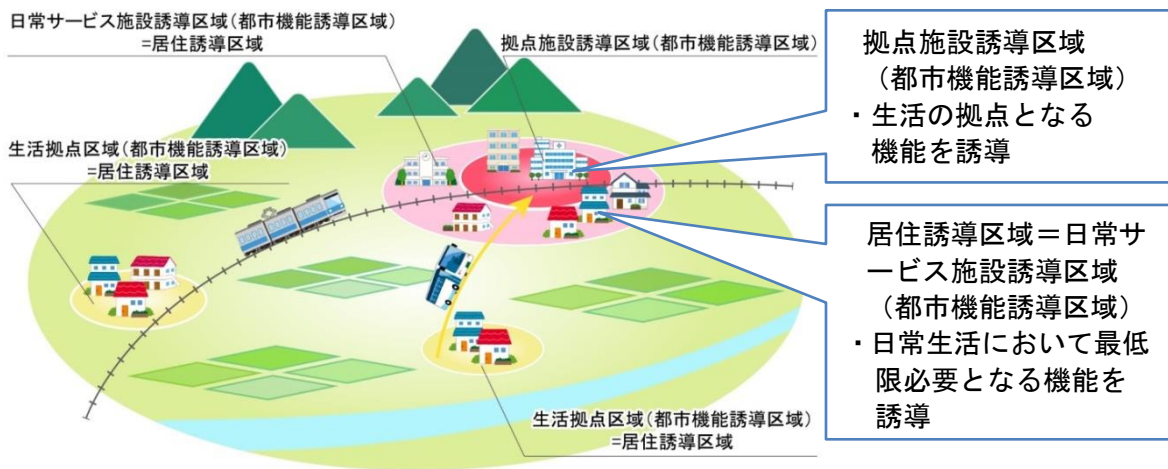 日常サービス施設誘導区域(都市機能誘導区域)
=居住誘導区域
拠点施設誘導区域(都市機能誘導区域)
生活拠点区域(都市機能誘導区域)
=居住誘導区域
生活拠点区域(都市機能誘導区域)
=居住誘導区域
拠点施設誘導区域
(都市機能誘導区域)
・生活の拠点となる
機能を誘導
居住誘導区域＝日常サ
ービス施設誘導区域
(都市機能誘導区域)
・日常生活において最低
限必要となる機能を
誘導